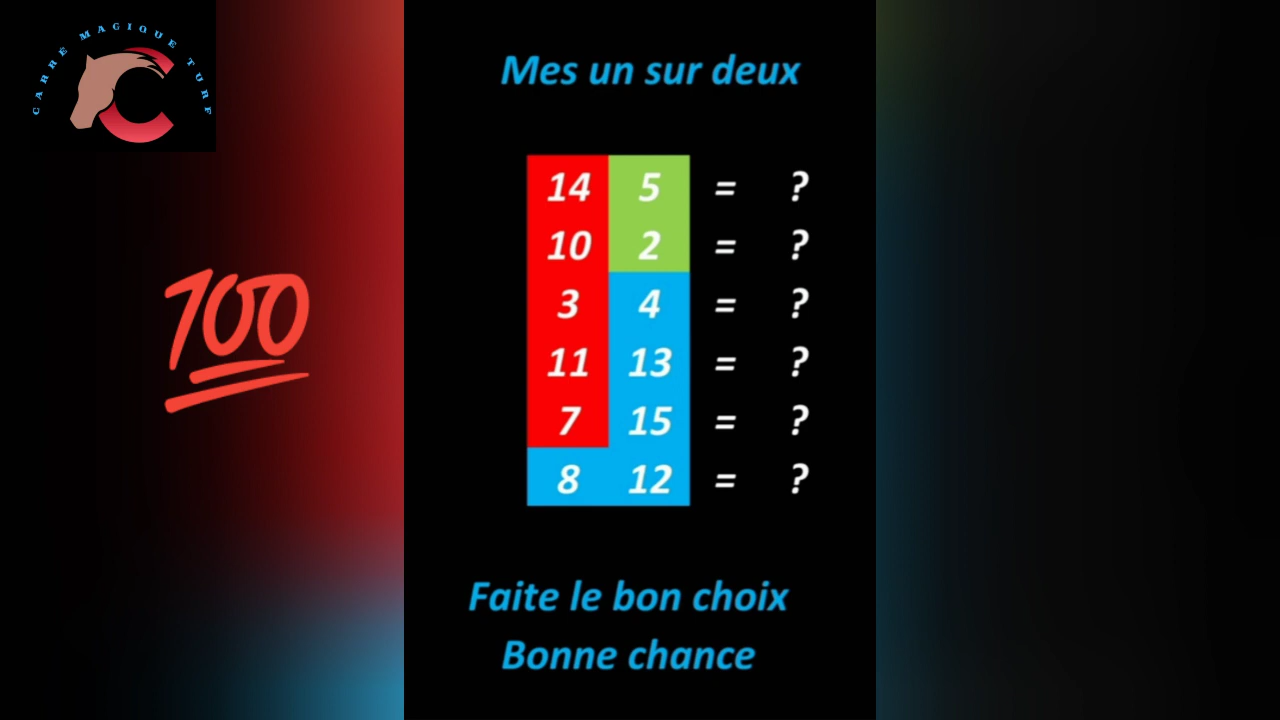 CARRÉ MAGIQUE TURF
Mes un sur deux
14 5 = ?
10 2 = ?
3 4 = ?
11 13 = ?
7 15 = ?
8 12 = ?
100
Faite le bon choix
Bonne chance